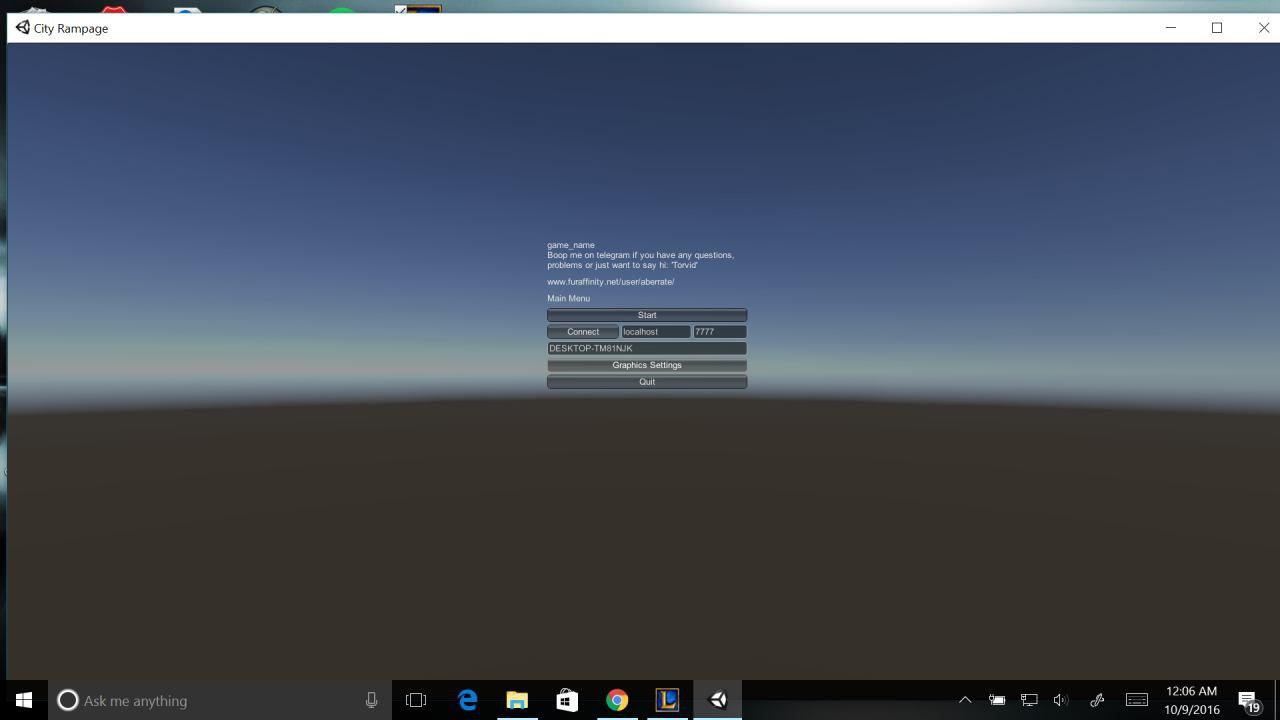 City Rampage
game_name
Boop me on telegram if you have any questions,
problems or just want to say hi: 'Torvid'
www.furaffinity.net/user/aberrate/
Main Menu
Start
Connect localhost 7777
DESKTOP-TM81NJK
Graphics Settings
Quit
Ask me anything
12:06 AM
10/9/2016
19